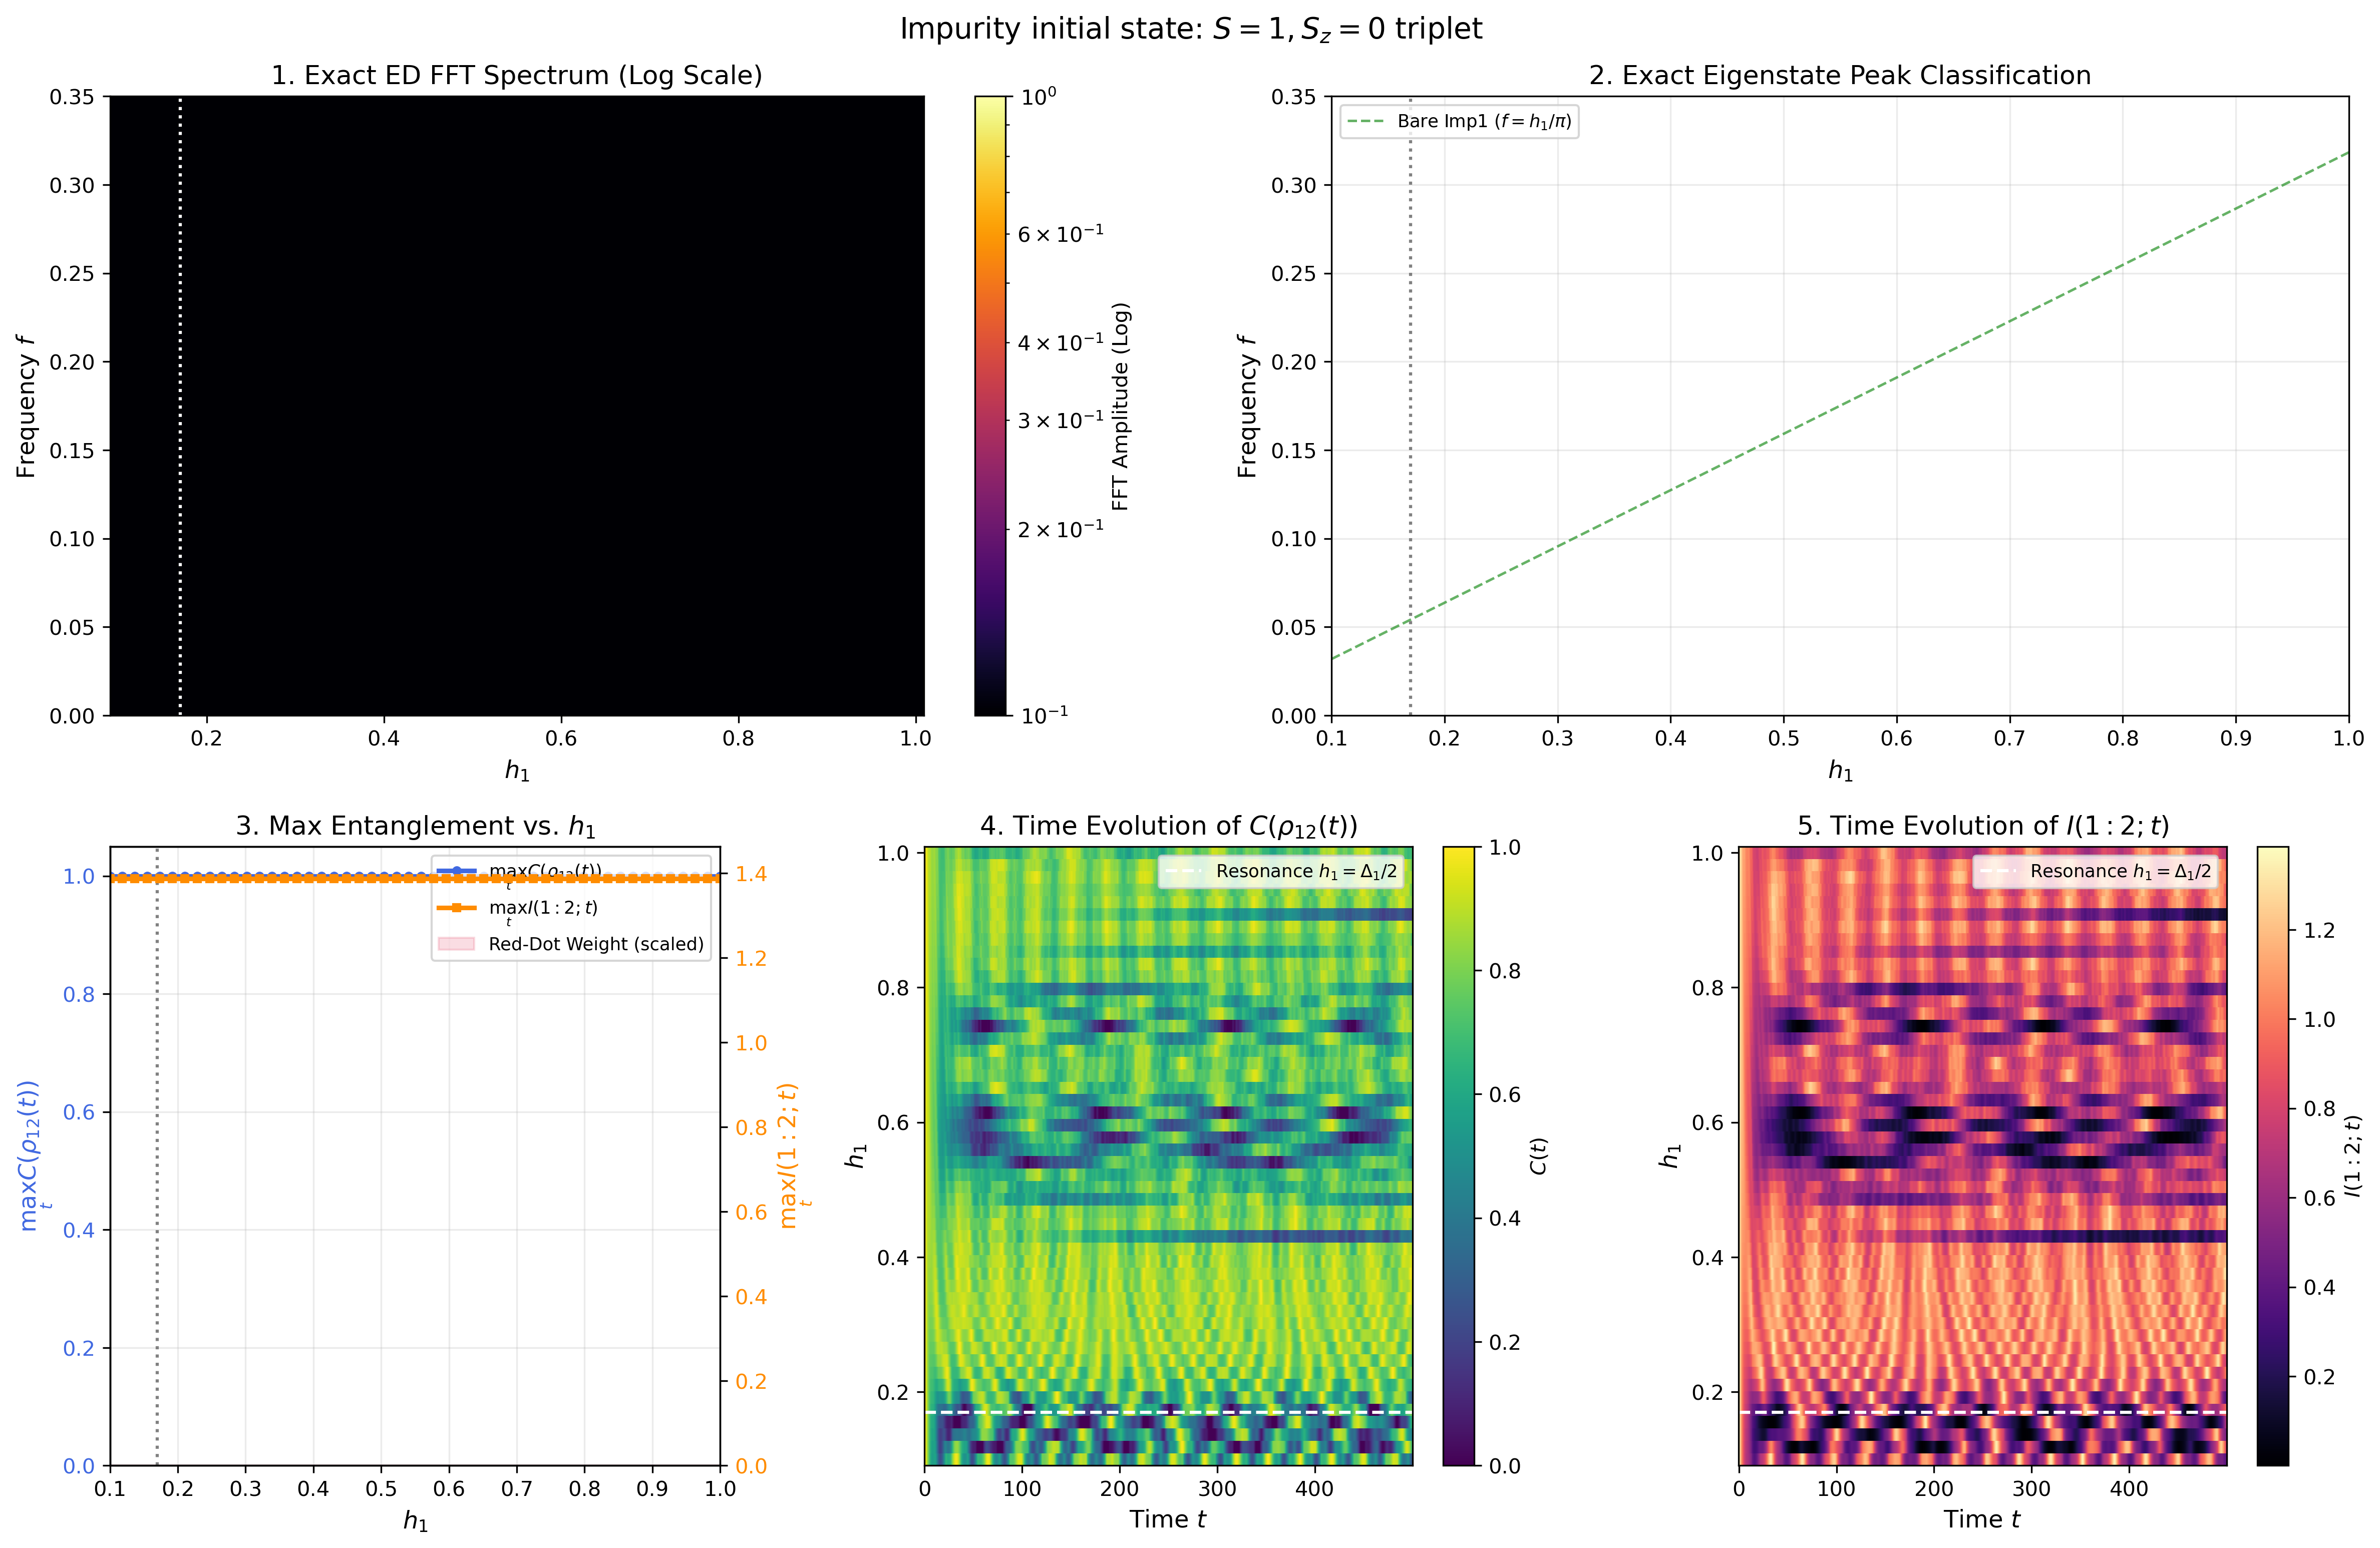 Impurity initial state: S = 1, S_z = 0 triplet
1. Exact ED FFT Spectrum (Log Scale)
Frequency f
0.35
0.30
0.25
0.20
0.15
0.10
0.05
0.00
0.2 0.4 0.6 0.8 1.0
h_1
10^0
6 × 10^{-1}
4 × 10^{-1}
3 × 10^{-1}
2 × 10^{-1}
10^{-1}
FFT Amplitude (Log)
2. Exact Eigenstate Peak Classification
Bare Imp1 (f = h_1/π)
Frequency f
0.35
0.30
0.25
0.20
0.15
0.10
0.05
0.00
0.1 0.2 0.3 0.4 0.5 0.6 0.7 0.8 0.9 1.0
h_1
3. Max Entanglement vs. h_1
max_t C(ρ_{12}(t))
max_t I(1 : 2; t)
Red-Dot Weight (scaled)
max_t C(ρ_{12}(t))
1.0
0.8
0.6
0.4
0.2
0.0
0.1 0.2 0.3 0.4 0.5 0.6 0.7 0.8 0.9 1.0
h_1
1.4
1.2
1.0
0.8
0.6
0.4
0.2
0.0
max_t I(1 : 2; t)
4. Time Evolution of C(ρ_{12}(t))
Resonance h_1 = Δ_1/2
h_1
1.0
0.8
0.6
0.4
0.2
0 100 200 300 400
Time t
1.0
0.8
0.6
0.4
0.2
0.0
C(t)
5. Time Evolution of I(1 : 2; t)
Resonance h_1 = Δ_1/2
h_1
1.0
0.8
0.6
0.4
0.2
0 100 200 300 400
Time t
1.2
1.0
0.8
0.6
0.4
0.2
I(1 : 2; t)